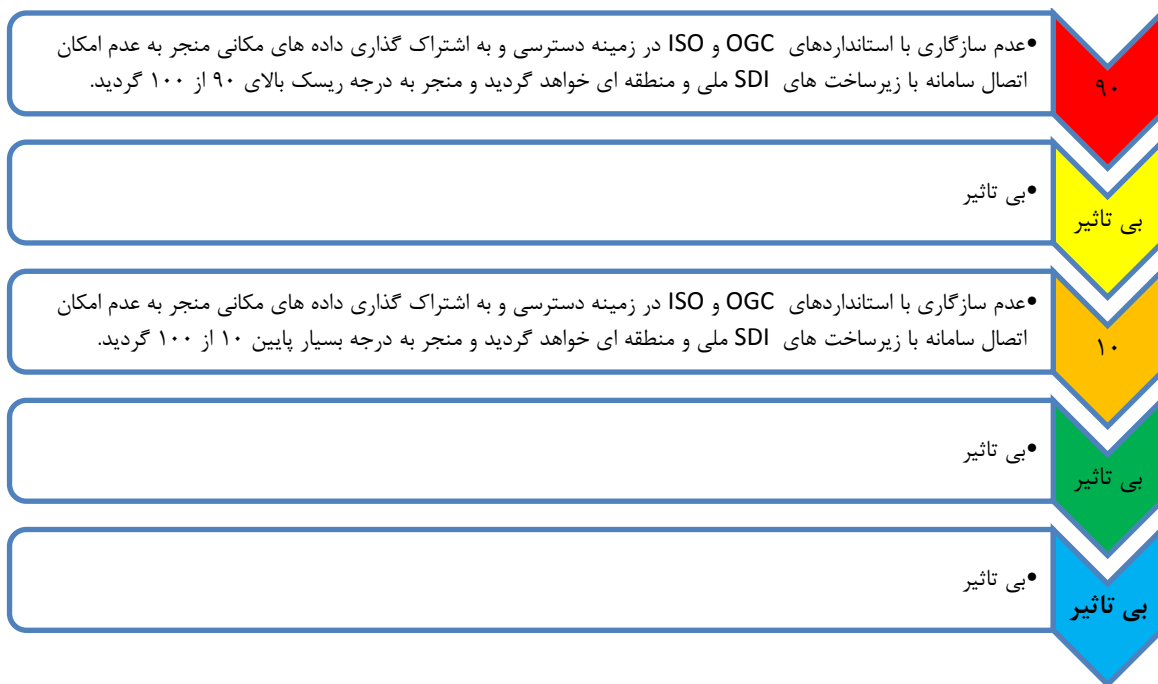 •عدم سازگاری با استانداردهای OGC و ISO در زمینه دسترسی و به اشتراک گذاری داده های مکانی منجر به عدم امکان
اتصال سامانه با زیرساخت های SDI ملی و منطقه ای خواهد گردید و منجر به درجه ریسک بالای ۹۰ از ۱۰۰ گردید.
۹۰
•بی تاثیر
بی تاثیر
•عدم سازگاری با استانداردهای OGC و ISO در زمینه دسترسی و به اشتراک گذاری داده های مکانی منجر به عدم امکان
اتصال سامانه با زیرساخت های SDI ملی و منطقه ای خواهد گردید و منجر به درجه بسیار پایین ۱۰ از ۱۰۰ گردید.
۱۰
•بی تاثیر
بی تاثیر
•بی تاثیر
بی تاثیر